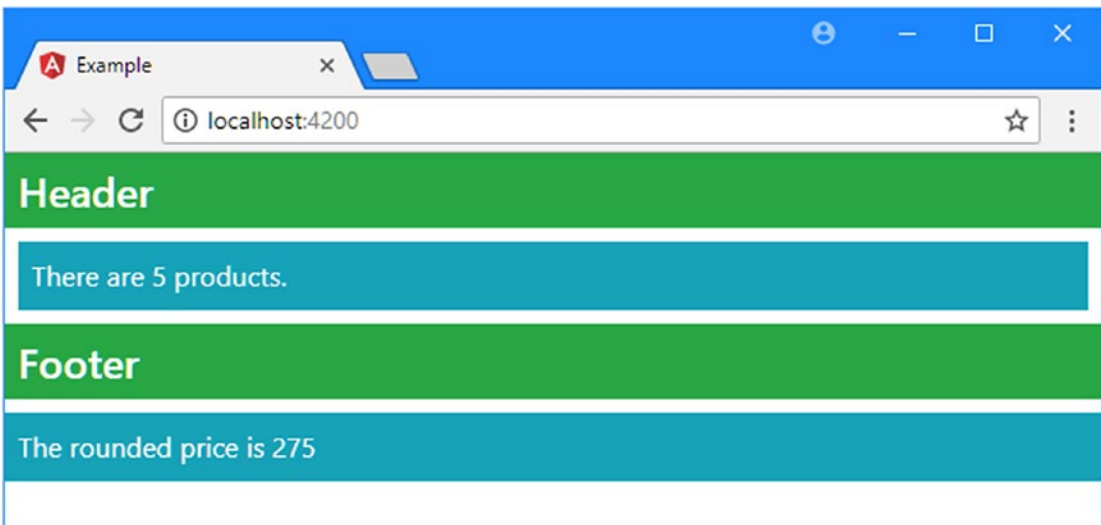 Example
localhost:4200
Header
There are 5 products.
Footer
The rounded price is 275